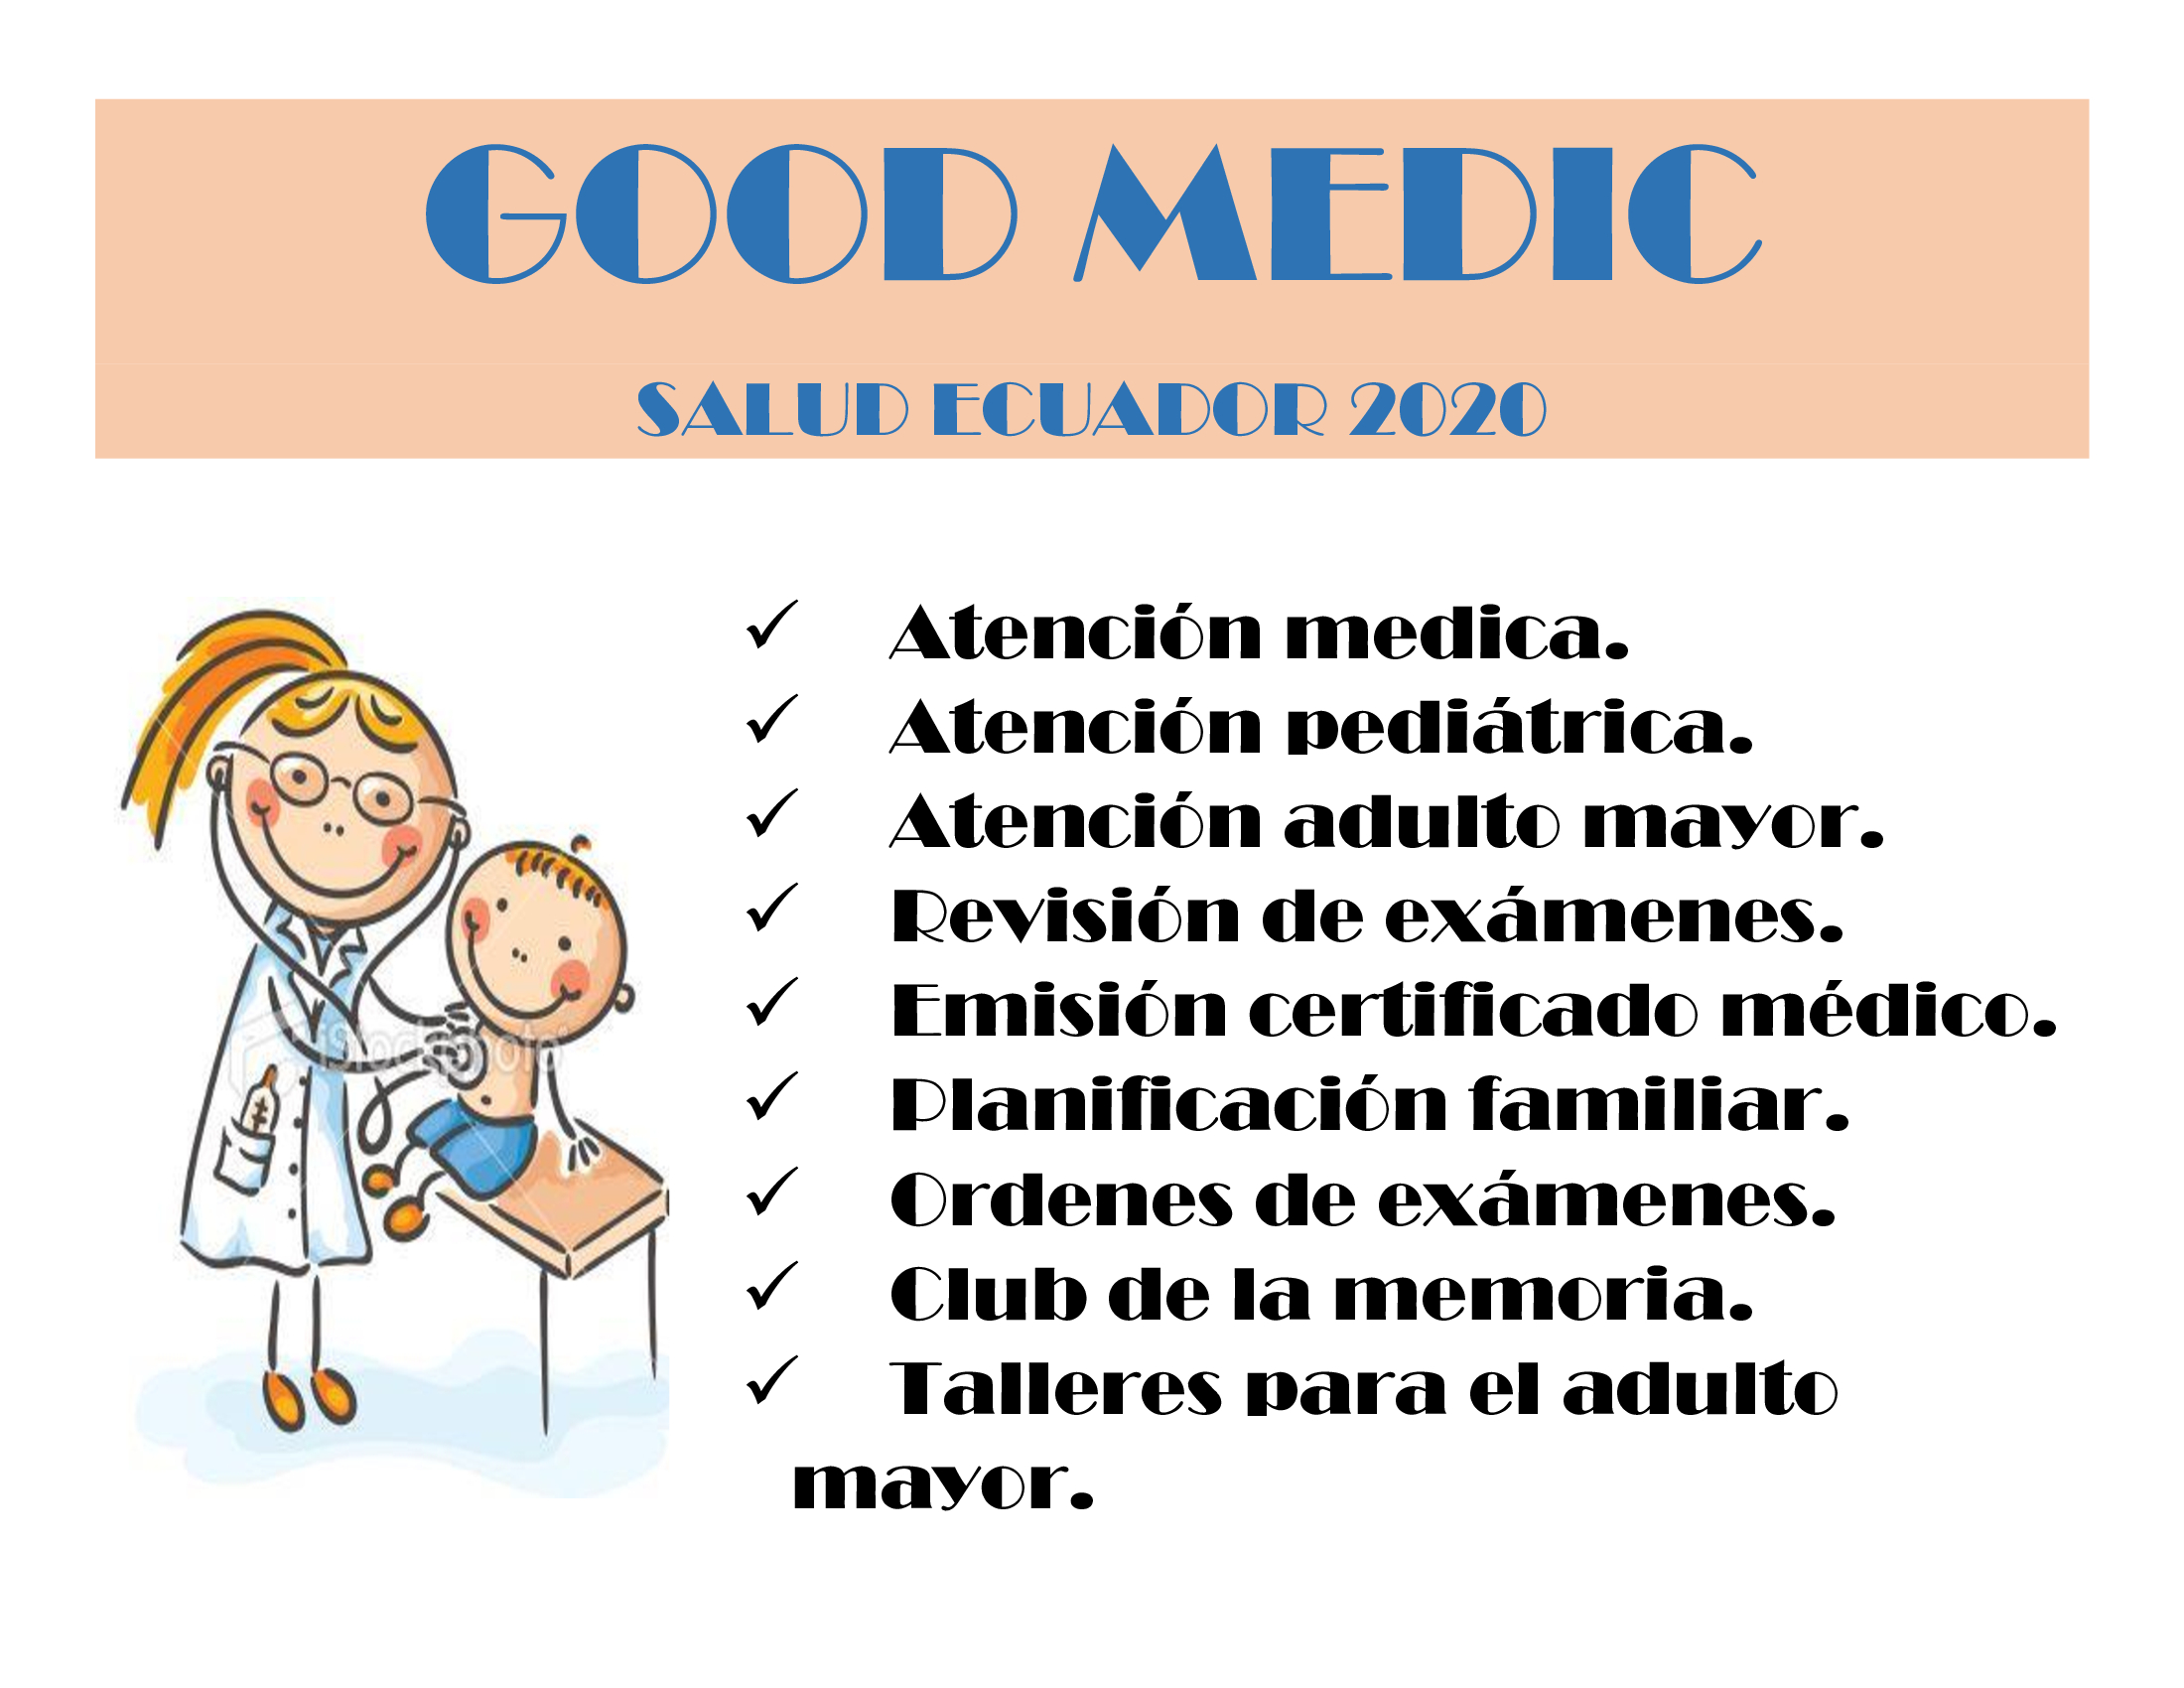 GOOD MEDIC
SALUD ECUADOR 2020
✓ Atención medica.
✓ Atención pediátrica.
✓ Atención adulto mayor.
✓ Revisión de exámenes.
✓ Emisión certificado médico.
✓ Planificación familiar.
✓ Ordenes de exámenes.
✓ Club de la memoria.
✓ Talleres para el adulto
mayor.
iStockphoto